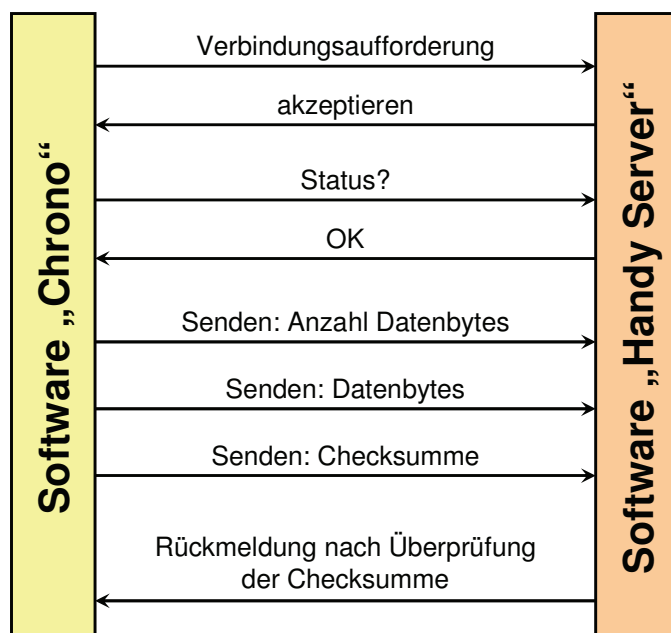 Software „Chrono“
Verbindungsaufforderung
akzeptieren
Status?
OK
Senden: Anzahl Datenbytes
Senden: Datenbytes
Senden: Checksumme
Rückmeldung nach Überprüfung
der Checksumme
Software „Handy Server“